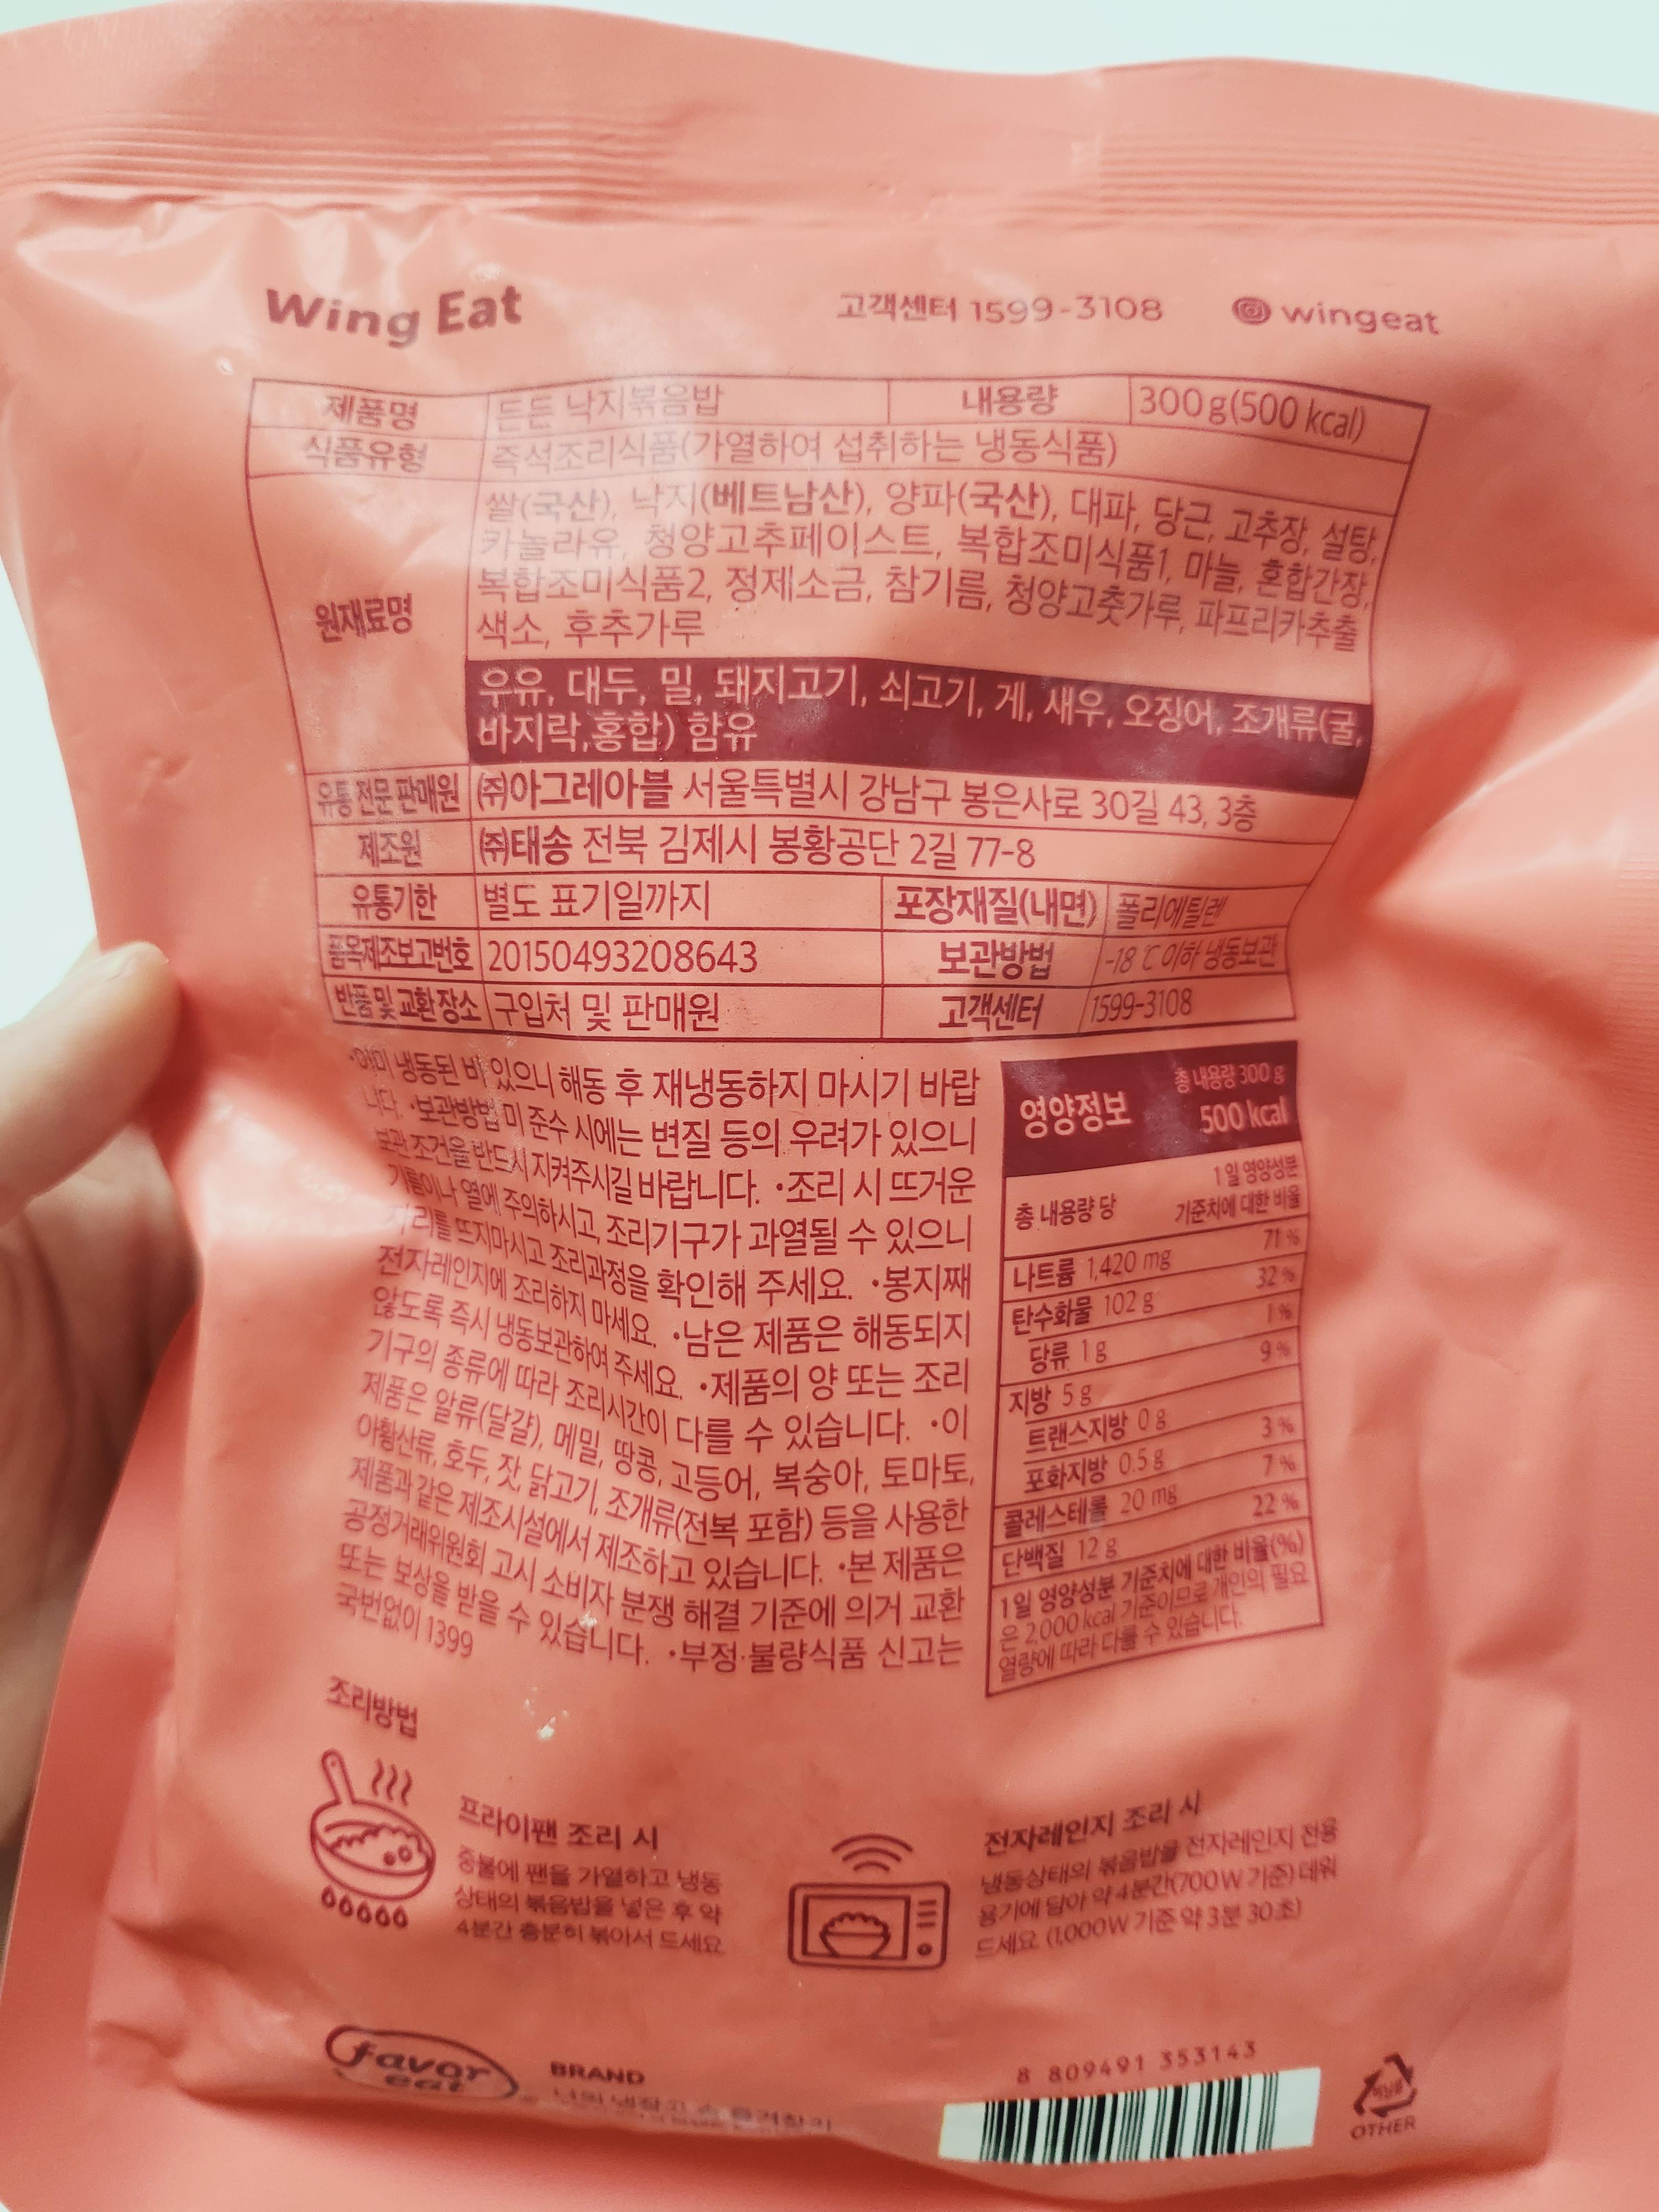 Wing Eat
고객센터 1599-3108
wingeat
제품명 든든 낙지볶음밥 내용량 300g(500 kcal)
식품유형 즉석조리식품(가열하여 섭취하는 냉동식품)
원재료명
쌀(국산), 낙지(베트남산), 양파(국산), 대파, 당근, 고추장, 설탕,
카놀라유, 청양고추페이스트, 복합조미식품1, 마늘, 혼합간장,
복합조미식품2, 정제소금, 참기름, 청양고춧가루, 파프리카추출
색소, 후추가루
우유, 대두, 밀, 돼지고기, 쇠고기, 게, 새우, 오징어, 조개류(굴,
바지락,홍합) 함유
유통전문판매원 ㈜아그레아블 서울특별시 강남구 봉은사로 30길 43, 3층
제조원 ㈜태송 전북 김제시 봉황공단 2길 77-8
유통기한 별도 표기일까지 포장재질(내면) 폴리에틸렌
품목제조보고번호 20150493208643 보관방법 -18℃이하 냉동보관
반품 및 교환장소 구입처 및 판매원 고객센터 1599-3108
•이미 냉동된 바 있으니 해동 후 재냉동하지 마시기 바랍
니다. •보관방법 미 준수 시에는 변질 등의 우려가 있으니
보관 조건을 반드시 지켜주시길 바랍니다. •조리 시 뜨거운
기름이나 열에 주의하시고, 조리기구가 과열될 수 있으니
자리를 뜨지마시고 조리과정을 확인해 주세요. •봉지째
전자레인지에 조리하지 마세요. •남은 제품은 해동되지
않도록 즉시 냉동보관하여 주세요. •제품의 양 또는 조리
기구의 종류에 따라 조리시간이 다를 수 있습니다. •이
제품은 알류(달걀), 메밀, 땅콩, 고등어, 복숭아, 토마토,
아황산류, 호두, 잣, 닭고기, 조개류(전복 포함) 등을 사용한
제품과 같은 제조시설에서 제조하고 있습니다. •본 제품은
공정거래위원회 고시 소비자 분쟁 해결 기준에 의거 교환
또는 보상을 받을 수 있습니다. •부정·불량식품 신고는
국번없이 1399
영양정보
총 내용량 300 g
500 kcal
총 내용량 당
1일 영양성분
기준치에 대한 비율
나트륨 1,420 mg 71 %
탄수화물 102 g 32 %
당류 1 g 1 %
지방 5 g 9 %
트랜스지방 0 g
포화지방 0.5 g 3 %
콜레스테롤 20 mg 7 %
단백질 12 g 22 %
1일 영양성분 기준치에 대한 비율(%)
은 2,000 kcal 기준이므로 개인의 필요
열량에 따라 다를 수 있습니다.
조리방법
프라이팬 조리 시
중불에 팬을 가열하고 냉동
상태의 볶음밥을 넣은 후 약
4분간 충분히 볶아서 드세요
전자레인지 조리 시
냉동상태의 볶음밥을 전자레인지 전용
용기에 담아 약 4분간(700W 기준) 데워
드세요. (1,000W 기준 약 3분 30초)
favor
eat
BRAND
8 809491 353143
비닐류
OTHER